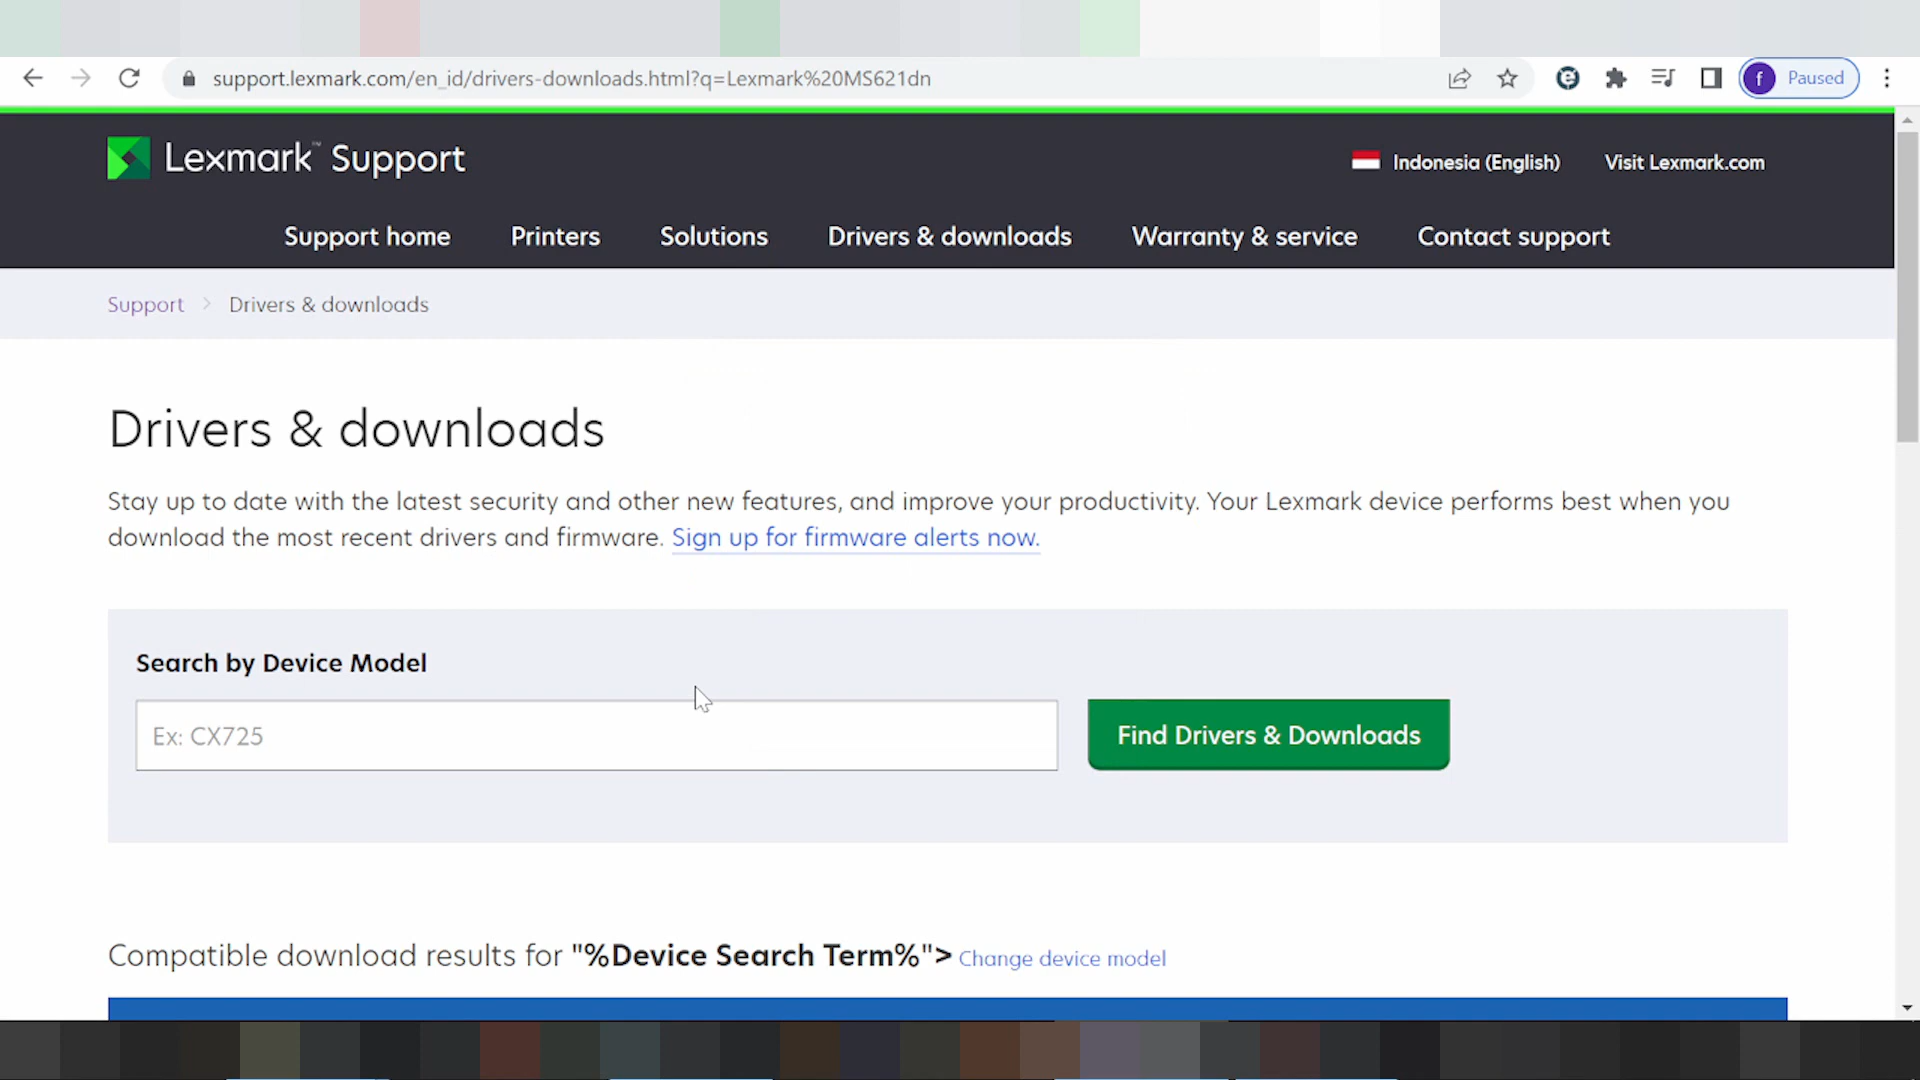 support.lexmark.com/en_id/drivers-downloads.html?q=Lexmark%20MS621dn
f Paused
Lexmark™ Support
Indonesia (English) Visit Lexmark.com
Support home Printers Solutions Drivers & downloads Warranty & service Contact support
Support > Drivers & downloads
Drivers & downloads
Stay up to date with the latest security and other new features, and improve your productivity. Your Lexmark device performs best when you
download the most recent drivers and firmware. Sign up for firmware alerts now.
Search by Device Model
Ex: CX725
Find Drivers & Downloads
Compatible download results for "%Device Search Term%"> Change device model